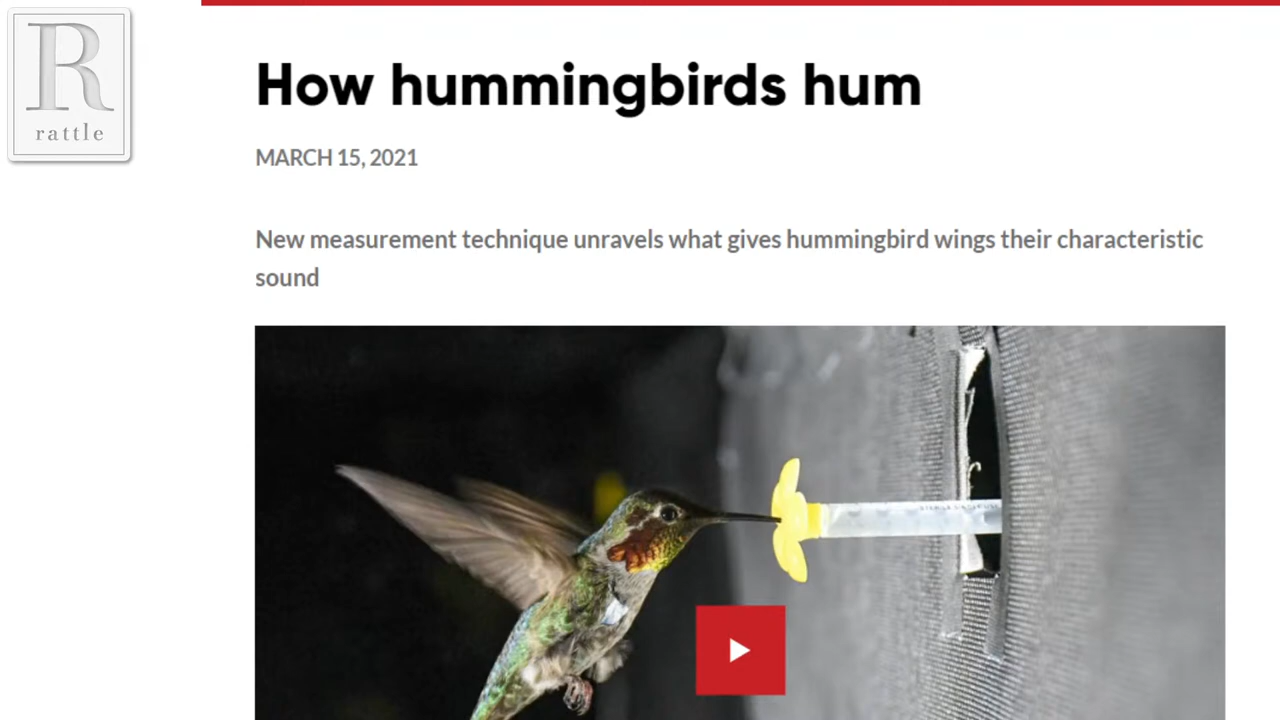 R
rattle
How hummingbirds hum
MARCH 15, 2021
New measurement technique unravels what gives hummingbird wings their characteristic
sound